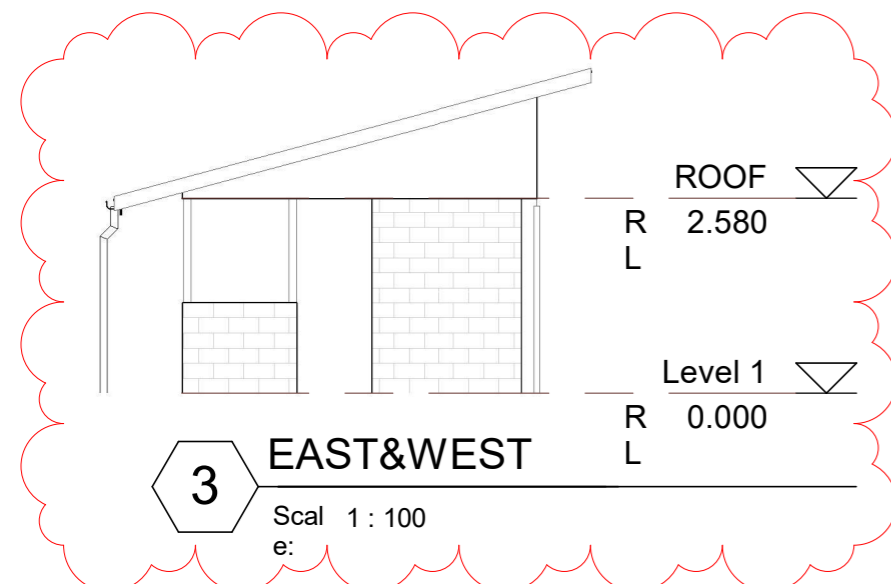 ROOF
R 2.580
L
Level 1
R 0.000
L
3 EAST&WEST
Scal 1 : 100
e: